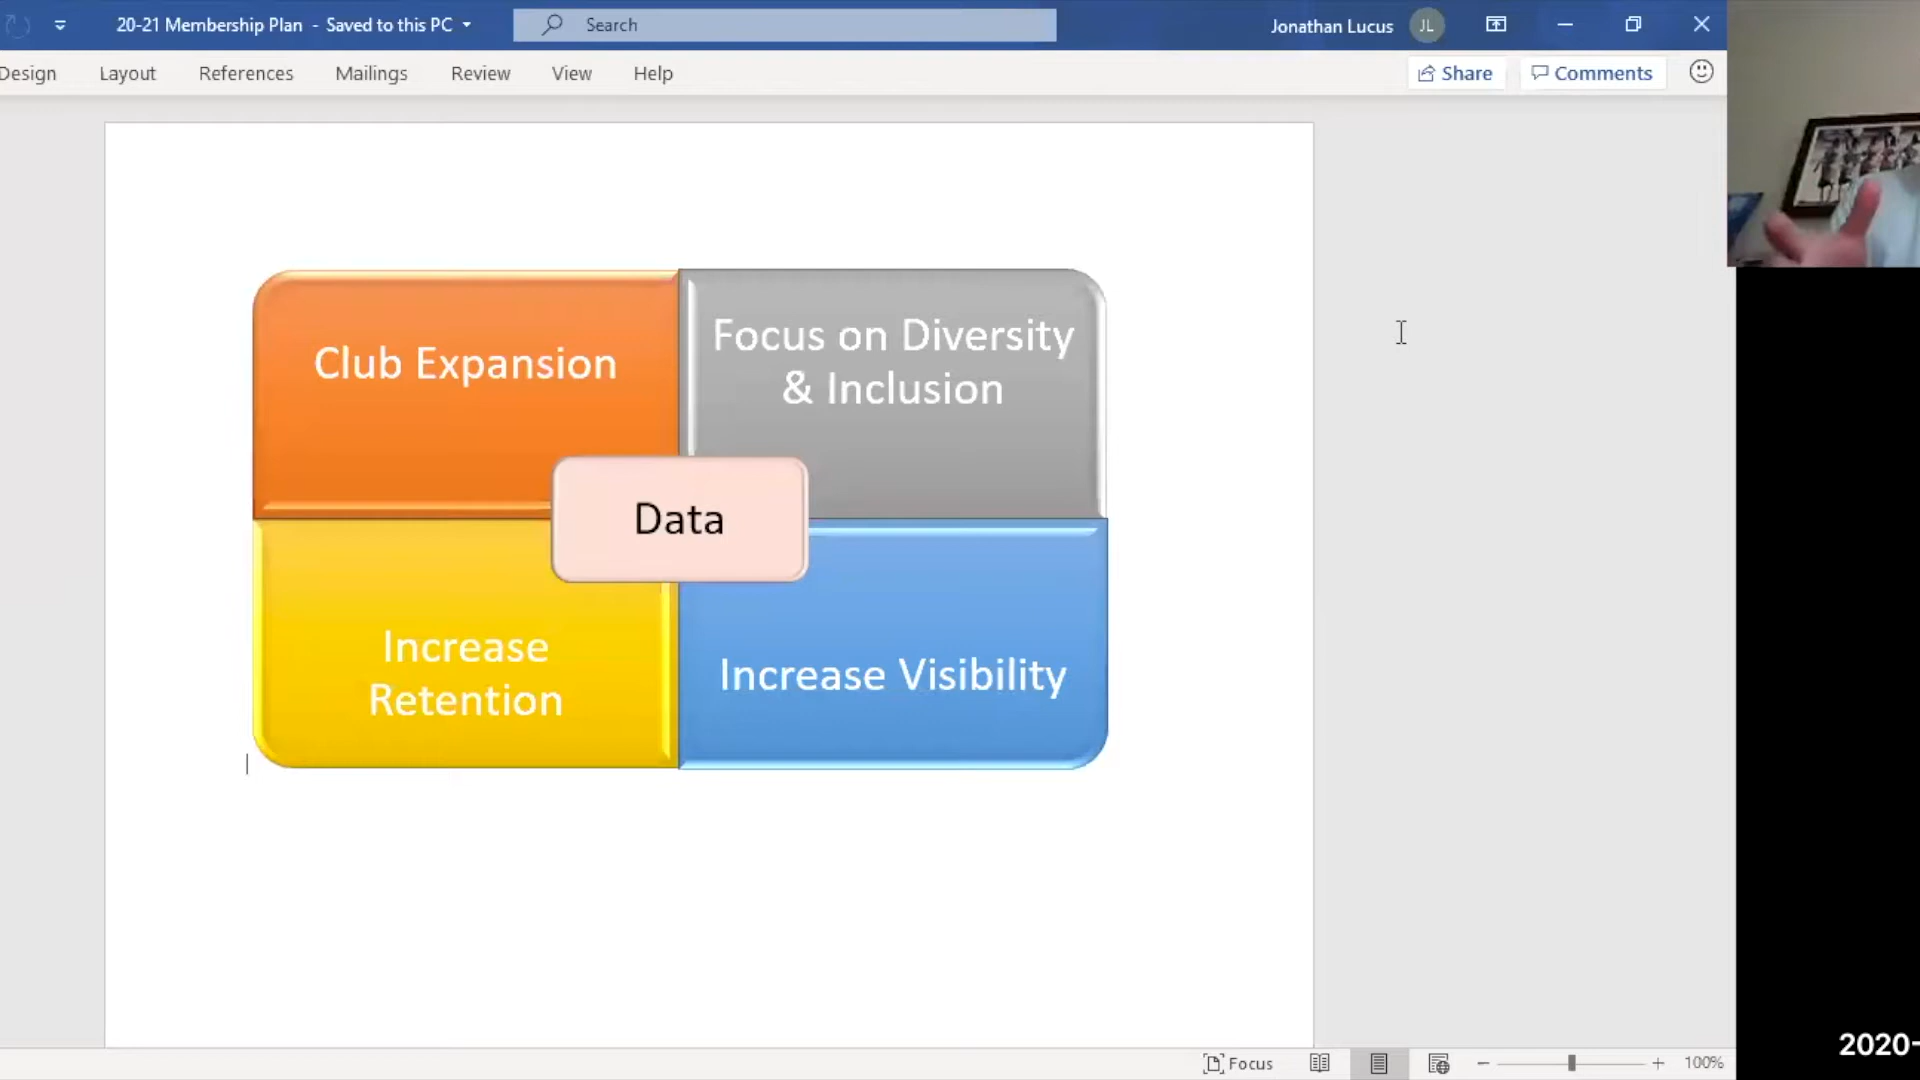 20-21 Membership Plan - Saved to this PC
Search
Jonathan Lucus
JL
Design
Layout
References
Mailings
Review
View
Help
Share
Comments
Club Expansion
Focus on Diversity
& Inclusion
Data
Increase
Retention
Increase Visibility
Focus
100%
2020-